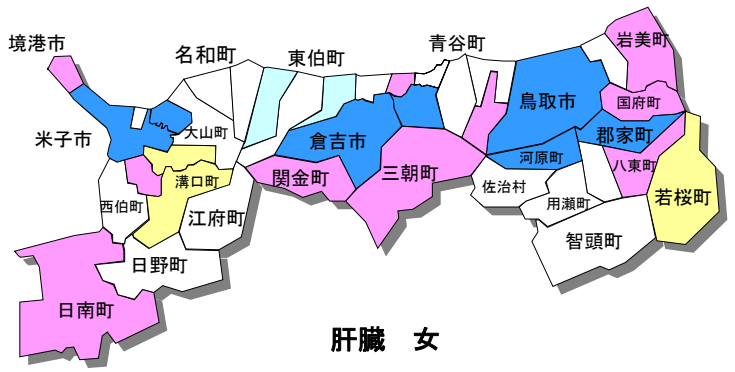 境港市
名和町
東伯町
青谷町
岩美町
米子市
大山町
倉吉市
鳥取市
国府町
郡家町
西伯町
溝口町
関金町
三朝町
河原町
八東町
江府町
佐治村
用瀬町
若桜町
日野町
智頭町
日南町
肝臓　女